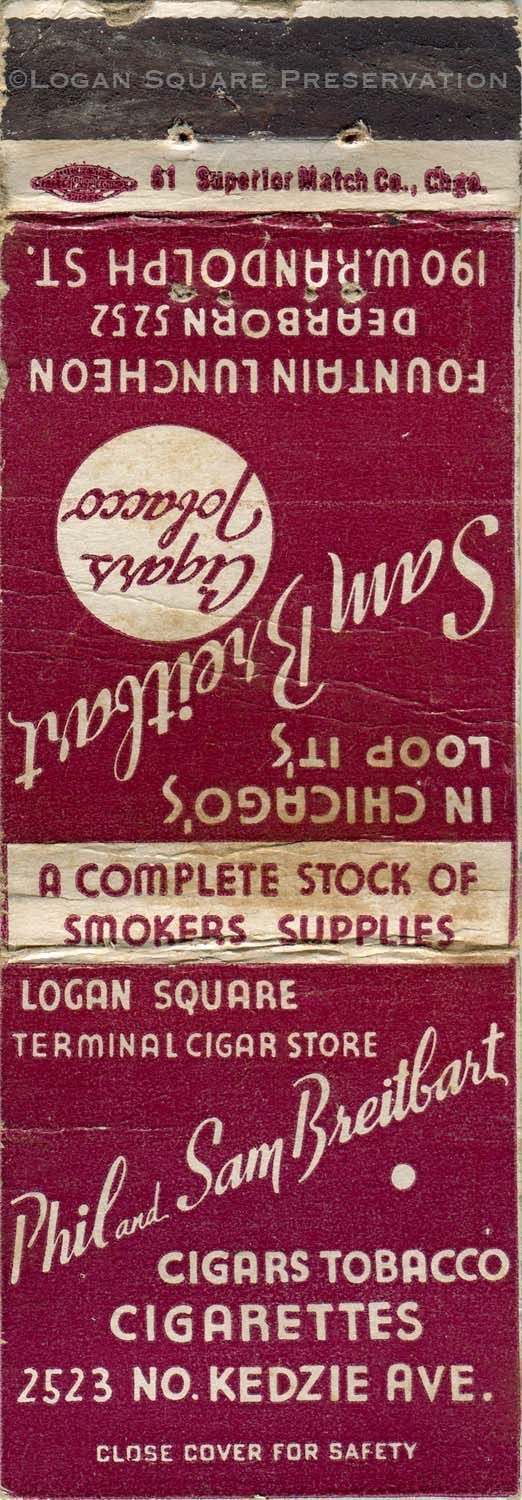 ©LOGAN SQUARE PRESERVATION
61 Superior Match Co., Chgo.
IN CHICAGO'S
LOOP IT'S
Sam Breitbart
Cigars
Tobacco
FOUNTAIN LUNCHEON
DEARBORN 5252
190 W. RANDOLPH ST.
A COMPLETE STOCK OF
SMOKERS SUPPLIES
LOGAN SQUARE
TERMINAL CIGAR STORE
Phil and Sam Breitbart
CIGARS TOBACCO
CIGARETTES
2523 NO. KEDZIE AVE.
CLOSE COVER FOR SAFETY